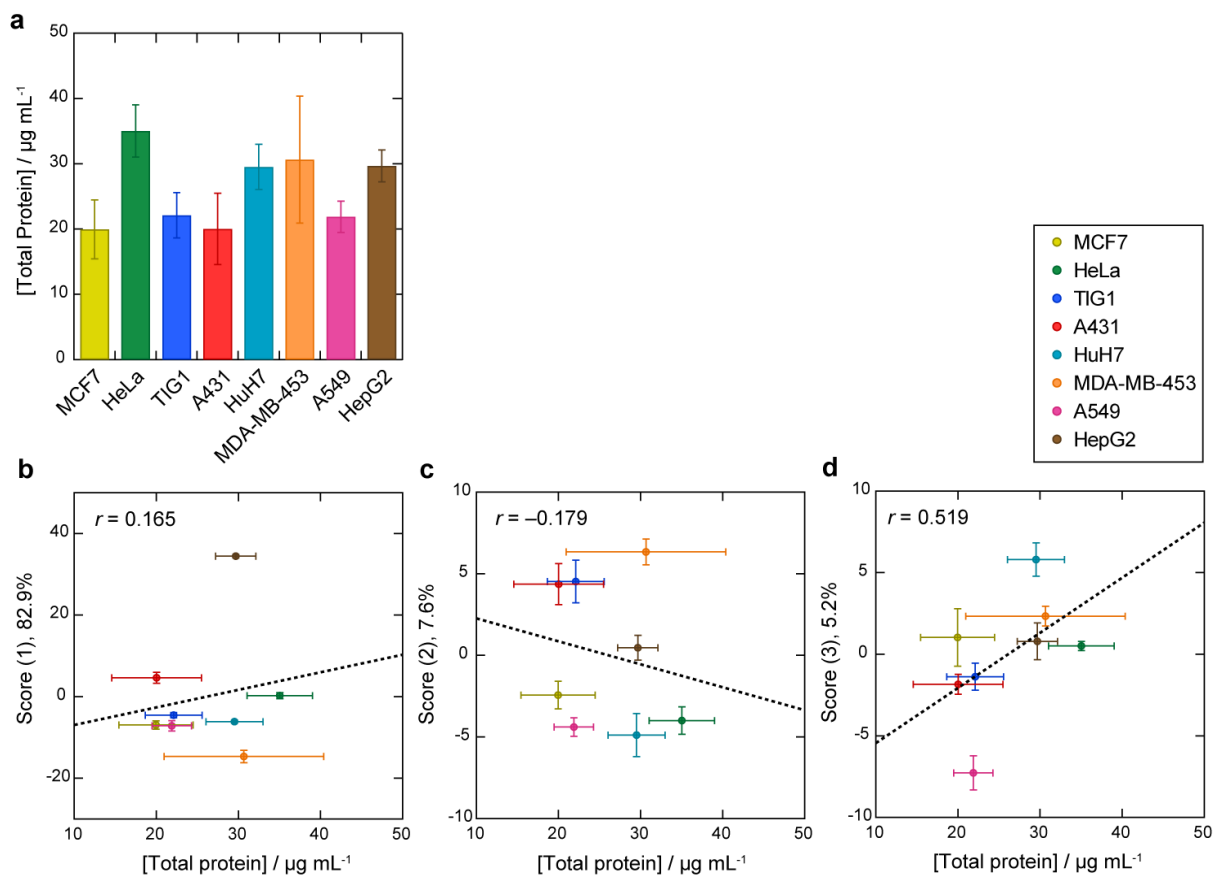 a
[Total Protein] / µg mL⁻¹
50
40
30
20
10
0
MCF7
HeLa
TIG1
A431
HuH7
MDA-MB-453
A549
HepG2
MCF7
HeLa
TIG1
A431
HuH7
MDA-MB-453
A549
HepG2
b
r = 0.165
Score (1), 82.9%
40
20
0
-20
10
20
30
40
50
[Total protein] / µg mL⁻¹
c
r = –0.179
Score (2), 7.6%
10
5
0
-5
-10
10
20
30
40
50
[Total protein] / µg mL⁻¹
d
r = 0.519
Score (3), 5.2%
10
5
0
-5
-10
10
20
30
40
50
[Total protein] / µg mL⁻¹